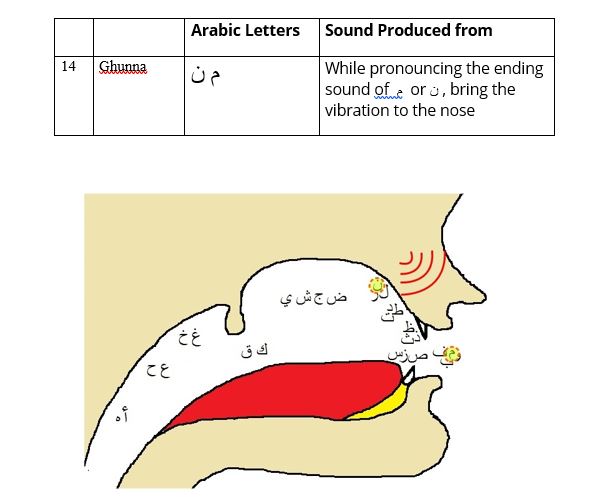 Arabic Letters Sound Produced from
14 Ghunna م ن While pronouncing the ending
sound of م or ن, bring the
vibration to the nose
ن
ض ج ش ي
ل ر
ط د
ت
ظ
ذ ث
غ خ
ك ق
ص ز س
ف م
ب
ع ح
أ ه